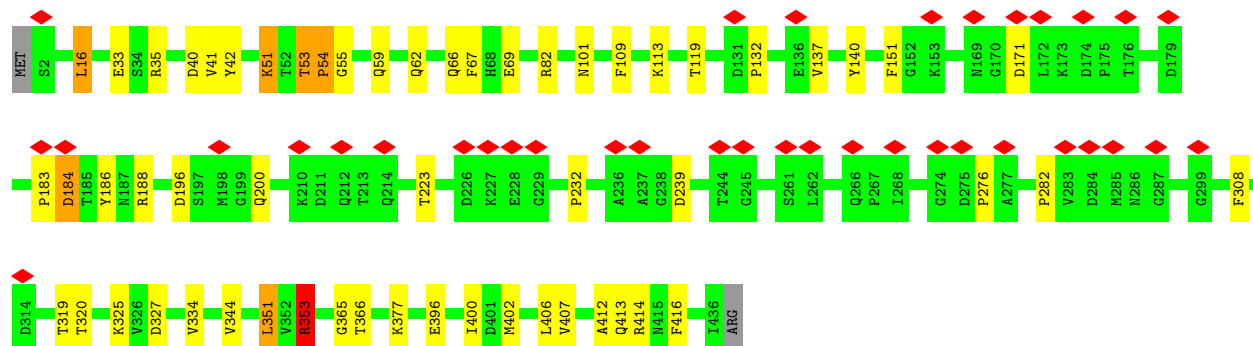 MET S2 L16 E33 S34 R35 D40 V41 Y42 K51 T52 T53 P54 G55 Q59 Q62 Q66 F67 H68 E69 R82 N101 F109 K113 T119 D131 P132 E136 V137 Y140 F151 G152 K153 N169 G170 D171 L172 K173 D174 P175 T176 D179
P183 D184 T185 Y186 N187 R188 D196 S197 M198 G199 Q200 K210 D211 Q212 T213 Q214 T223 D226 K227 E228 G229 P232 A236 A237 G238 D239 T244 G245 S261 L262 Q266 P267 I268 G274 D275 P276 A277 P282 V283 D284 M285 N286 G287 G299 F308
D314 T319 T320 K325 V326 D327 V334 V344 L351 V352 R353 G365 T366 K377 E396 I400 D401 M402 L406 V407 A412 Q413 R414 N415 F416 I436 ARG